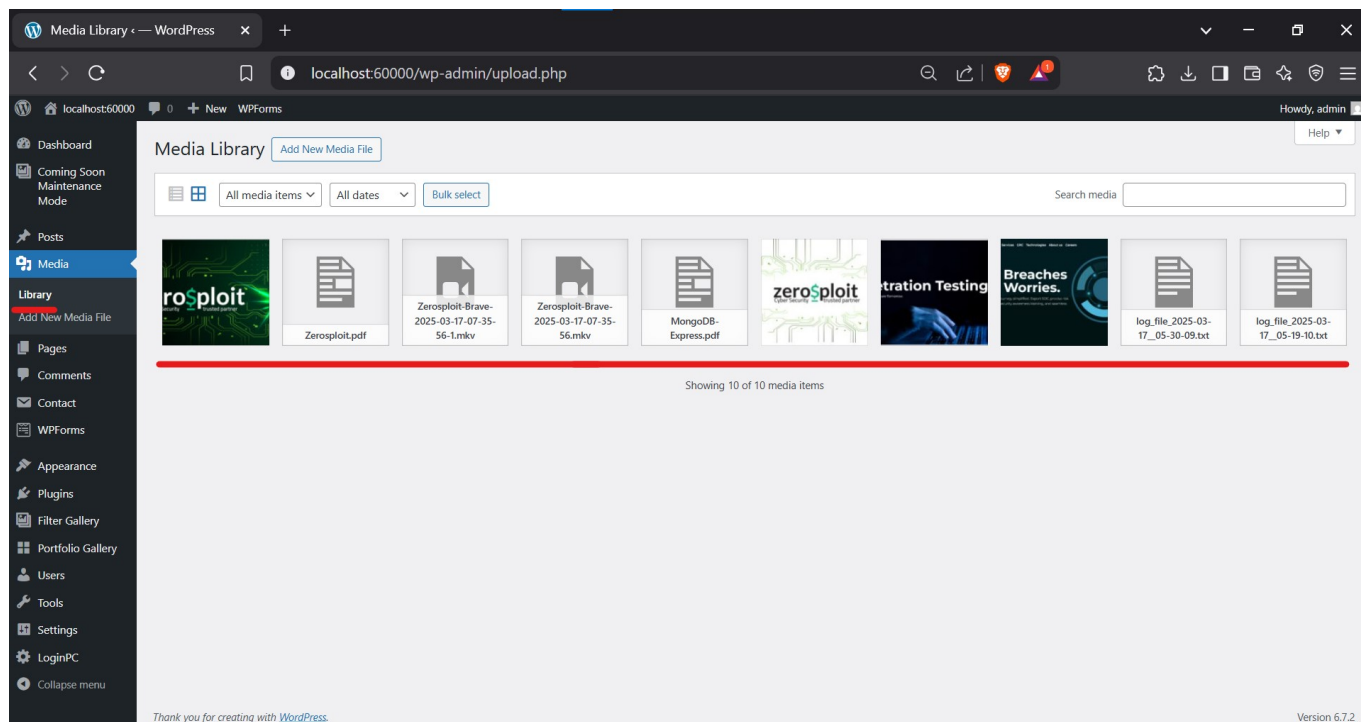 Media Library ‹ — WordPress
localhost:60000/wp-admin/upload.php
localhost:60000
0
New
WPForms
Howdy, admin
Dashboard
Coming Soon
Maintenance
Mode
Posts
Media
Library
Add New Media File
Pages
Comments
Contact
WPForms
Appearance
Plugins
Filter Gallery
Portfolio Gallery
Users
Tools
Settings
LoginPC
Collapse menu
Help
Media Library
Add New Media File
All media items
All dates
Bulk select
Search media
ro$ploit
Zerosploit.pdf
Zerosploit-Brave-
2025-03-17-07-35-
56-1.mkv
Zerosploit-Brave-
2025-03-17-07-35-
56.mkv
MongoDB-
Express.pdf
zero$ploit
Cyber Security
Trusted partner
tration Testing
Breaches
Worries.
log_file_2025-03-
17__05-30-09.txt
log_file_2025-03-
17__05-19-10.txt
Showing 10 of 10 media items
Thank you for creating with WordPress.
Version 6.7.2